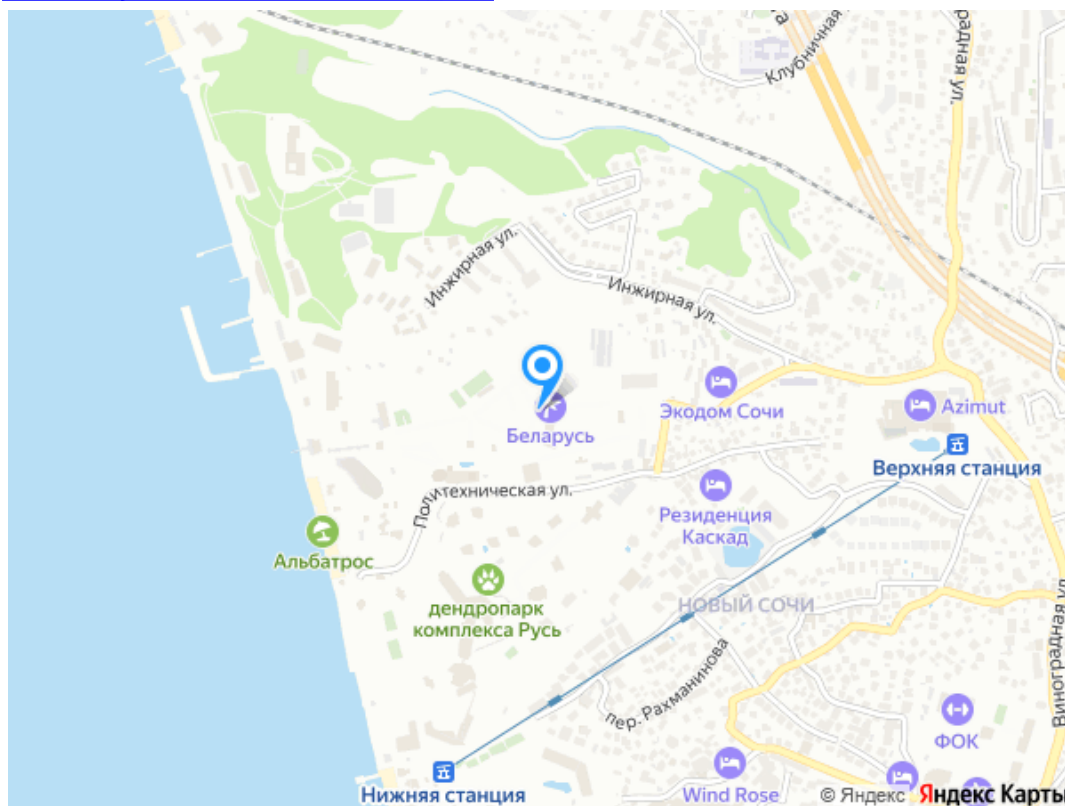 Клубничная
Инжирная ул.
Инжирная ул.
Экодом Сочи
Azimut
Беларусь
Верхняя станция
Политехническая ул.
Резиденция
Каскад
Альбатрос
дендропарк
комплекса Русь
НОВЫЙ СОЧИ
пер. Рахманинова
Виноградная ул
ФОК
Нижняя станция
Wind Rose
© Яндекс Яндекс Карты